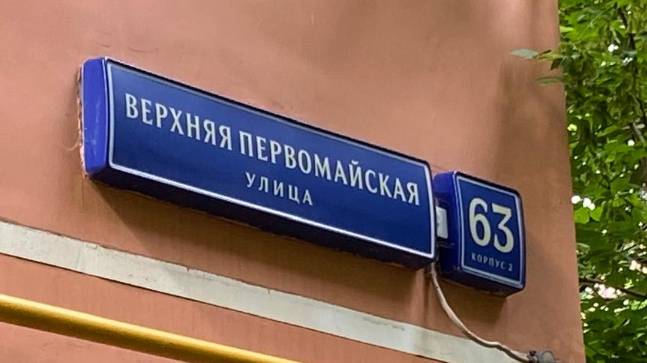 ВЕРХНЯЯ ПЕРВОМАЙСКАЯ
УЛИЦА
63
КОРПУС 2